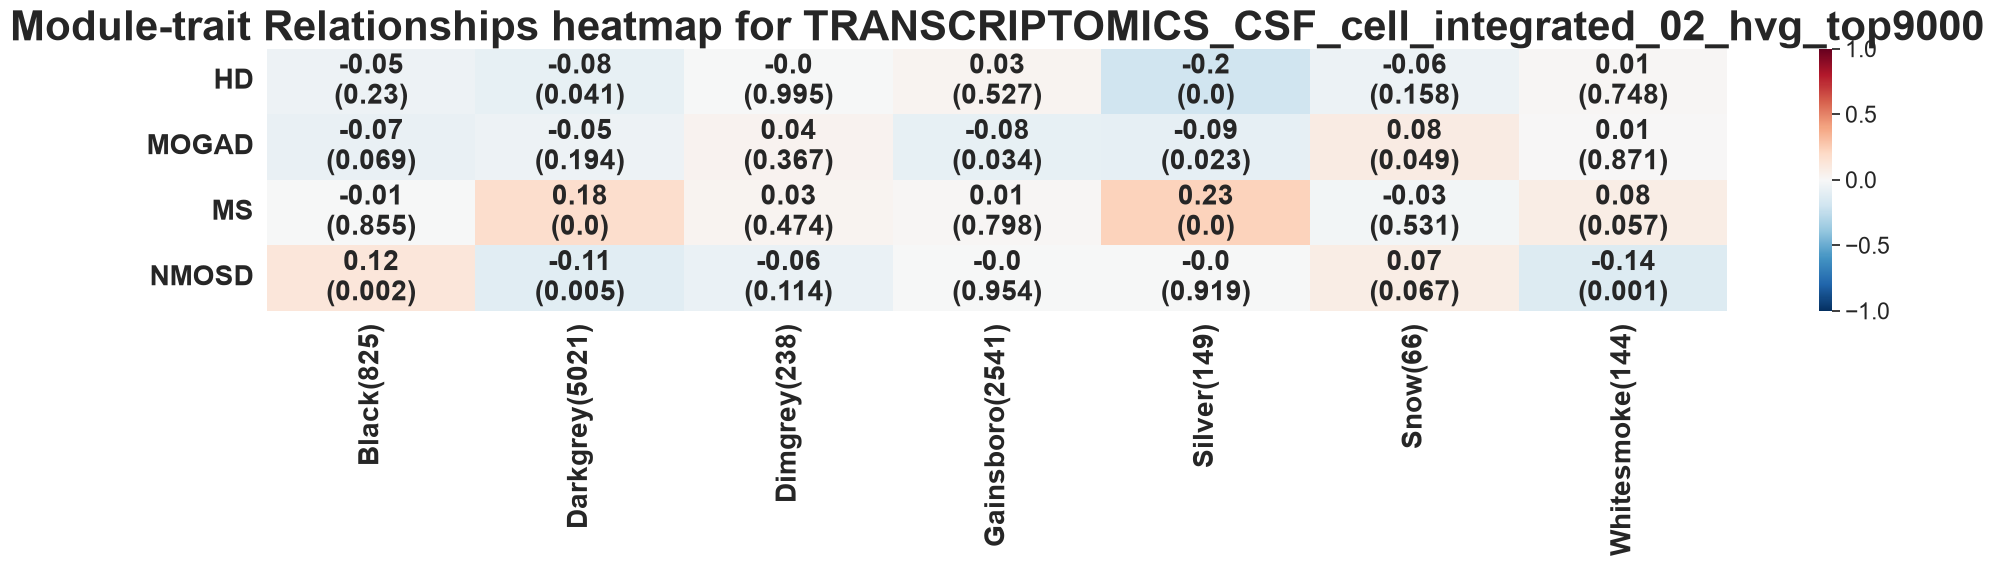 Module-trait Relationships heatmap for TRANSCRIPTOMICS_CSF_cell_integrated_02_hvg_top9000
HD -0.05 -0.08 -0.0 0.03 -0.2 -0.06 0.01
(0.23) (0.041) (0.995) (0.527) (0.0) (0.158) (0.748)
MOGAD -0.07 -0.05 0.04 -0.08 -0.09 0.08 0.01
(0.069) (0.194) (0.367) (0.034) (0.023) (0.049) (0.871)
MS -0.01 0.18 0.03 0.01 0.23 -0.03 0.08
(0.855) (0.0) (0.474) (0.798) (0.0) (0.531) (0.057)
NMOSD 0.12 -0.11 -0.06 -0.0 -0.0 0.07 -0.14
(0.002) (0.005) (0.114) (0.954) (0.919) (0.067) (0.001)
Black(825)
Darkgrey(5021)
Dimgrey(238)
Gainsboro(2541)
Silver(149)
Snow(66)
Whitesmoke(144)
1.0
0.5
0.0
−0.5
−1.0